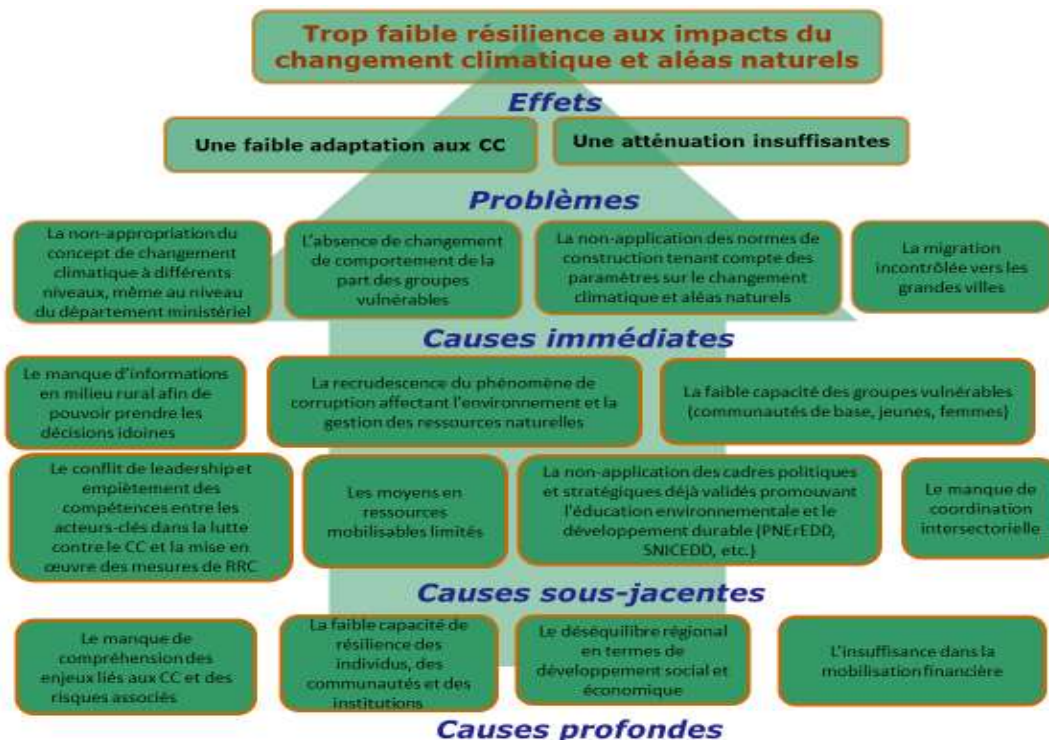 Trop faible résilience aux impacts du
changement climatique et aléas naturels
Effets
Une faible adaptation aux CC
Une atténuation insuffisantes
Problèmes
La non-appropriation du
concept de changement
climatique à différents
niveaux, même au niveau
du département ministériel
L'absence de changement
de comportement de la
part des groupes
vulnérables
La non-application des normes de
construction tenant compte des
paramètres sur le changement
climatique et aléas naturels
La migration
incontrôlée vers les
grandes villes
Causes immédiates
Le manque d'informations
en milieu rural afin de
pouvoir prendre les
décisions idoines
La recrudescence du phénomène de
corruption affectant l'environnement et la
gestion des ressources naturelles
La faible capacité des groupes vulnérables
(communautés de base, jeunes, femmes)
Le conflit de leadership et
empiètement des
compétences entre les
acteurs-clés dans la lutte
contre le CC et la mise en
œuvre des mesures de RRC
Les moyens en
ressources
mobilisables limités
La non-application des cadres politiques
et stratégiques déjà validés promouvant
l'éducation environnementale et le
développement durable (PNErEDD,
SNICEDD, etc.)
Le manque de
coordination
intersectorielle
Causes sous-jacentes
Le manque de
compréhension des
enjeux liés aux CC et des
risques associés
La faible capacité de
résilience des
individus, des
communautés et des
institutions
Le déséquilibre régional
en termes de
développement social et
économique
L'insuffisance dans la
mobilisation financière
Causes profondes